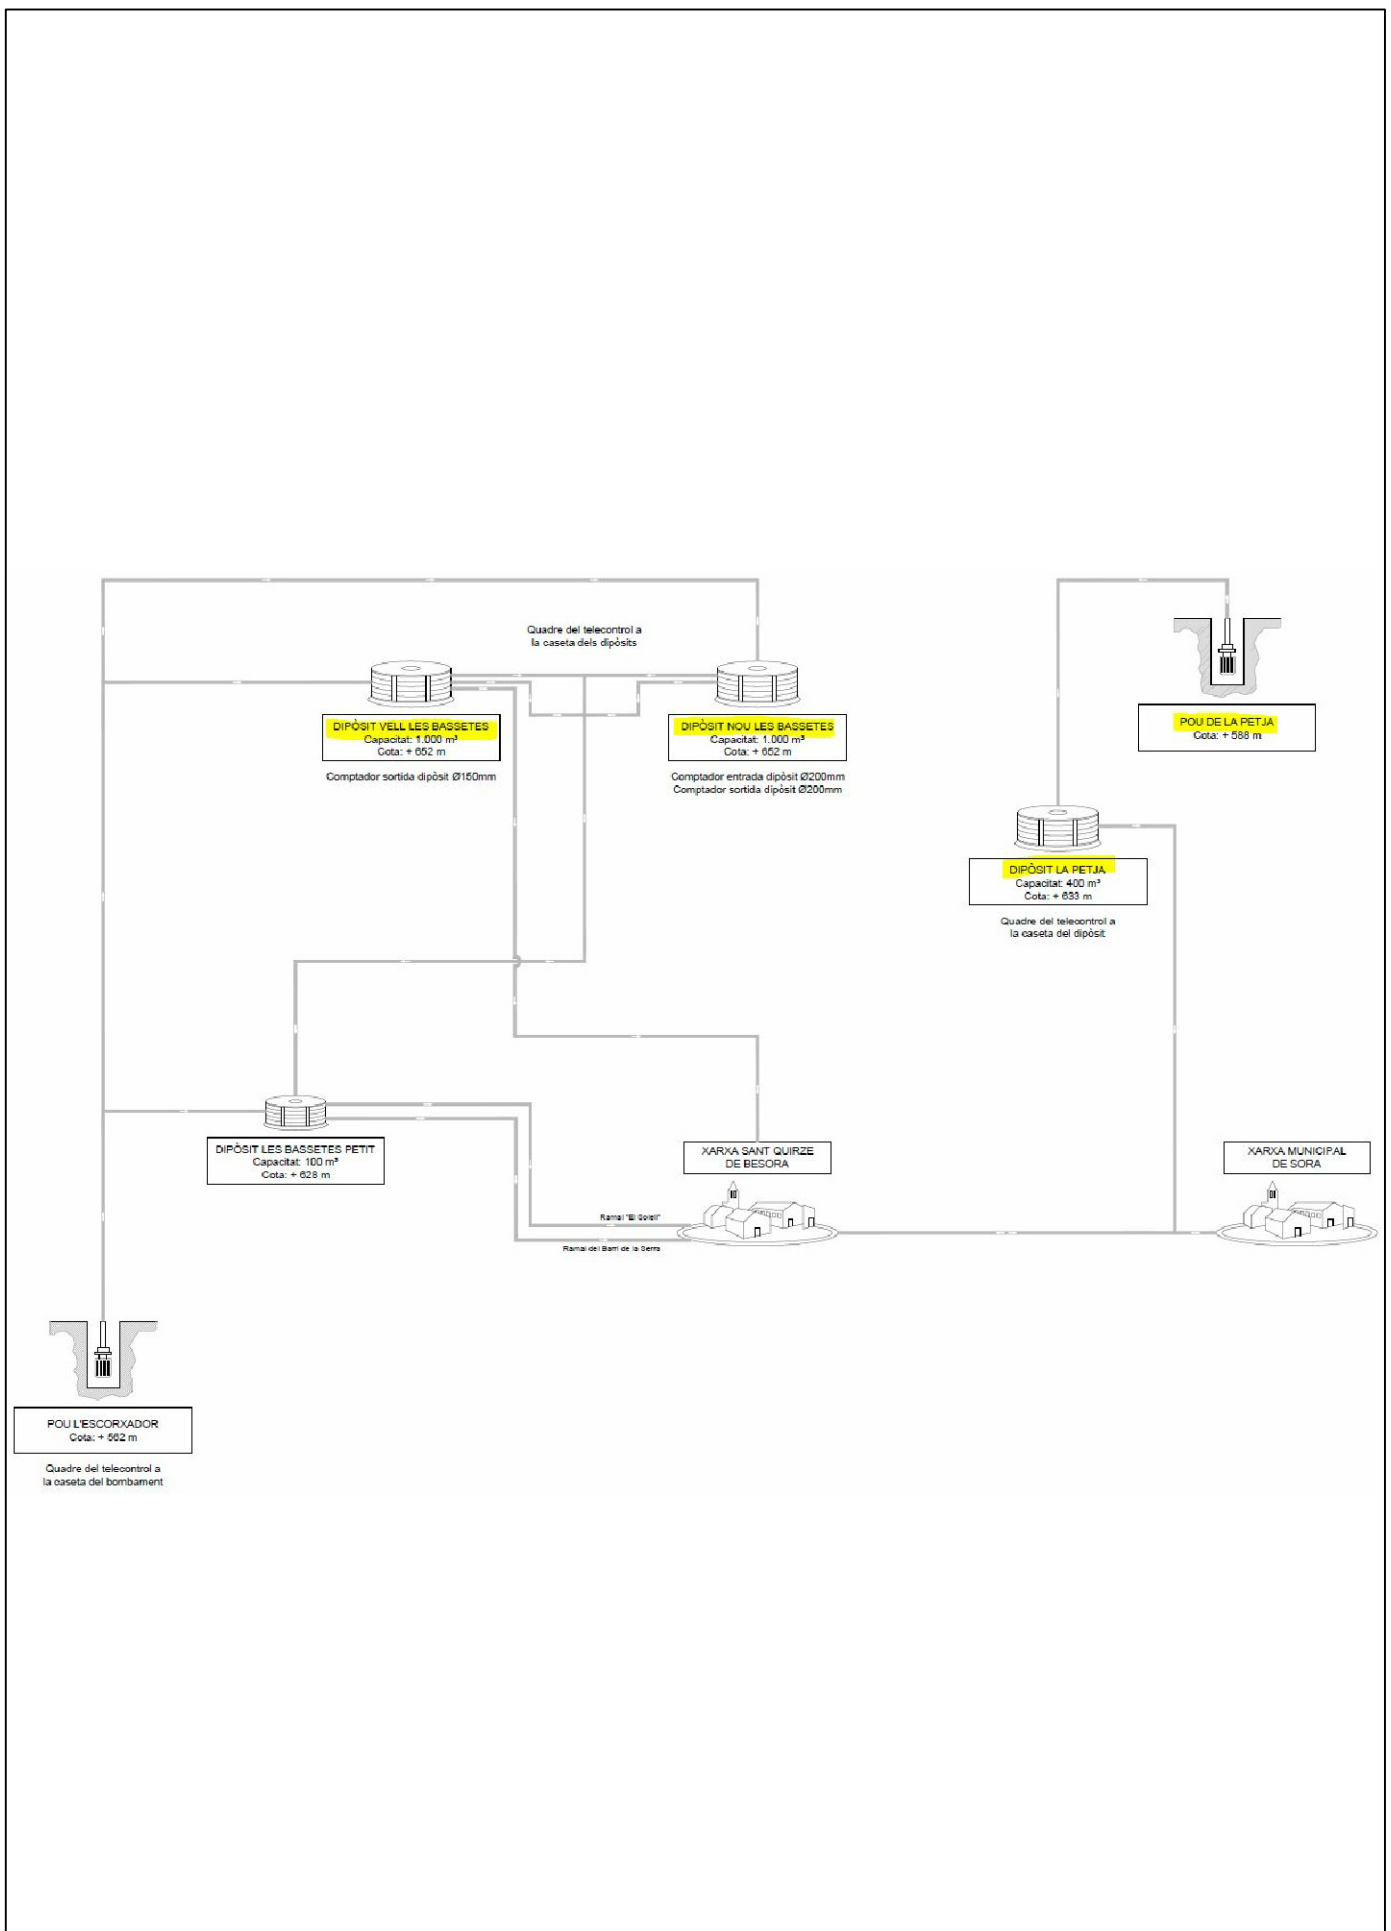 Quadre del telecontrol a
la caseta dels dipòsits
DIPÒSIT VELL LES BASSETES
Capacitat: 1.000 m³
Cota: + 652 m
Comptador sortida dipòsit Ø150mm
DIPÒSIT NOU LES BASSETES
Capacitat: 1.000 m³
Cota: + 652 m
Comptador entrada dipòsit Ø200mm
Comptador sortida dipòsit Ø200mm
POU DE LA PETJA
Cota: + 588 m
DIPÒSIT LA PETJA
Capacitat: 400 m³
Cota: + 633 m
Quadre del telecontrol a
la caseta del dipòsit
DIPÒSIT LES BASSETES PETIT
Capacitat: 100 m³
Cota: + 628 m
XARXA SANT QUIRZE
DE BESORA
XARXA MUNICIPAL
DE SORA
Ramal "El Solell"
Ramal del Barri de la Serra
POU L'ESCORXADOR
Cota: + 562 m
Quadre del telecontrol a
la caseta del bombament